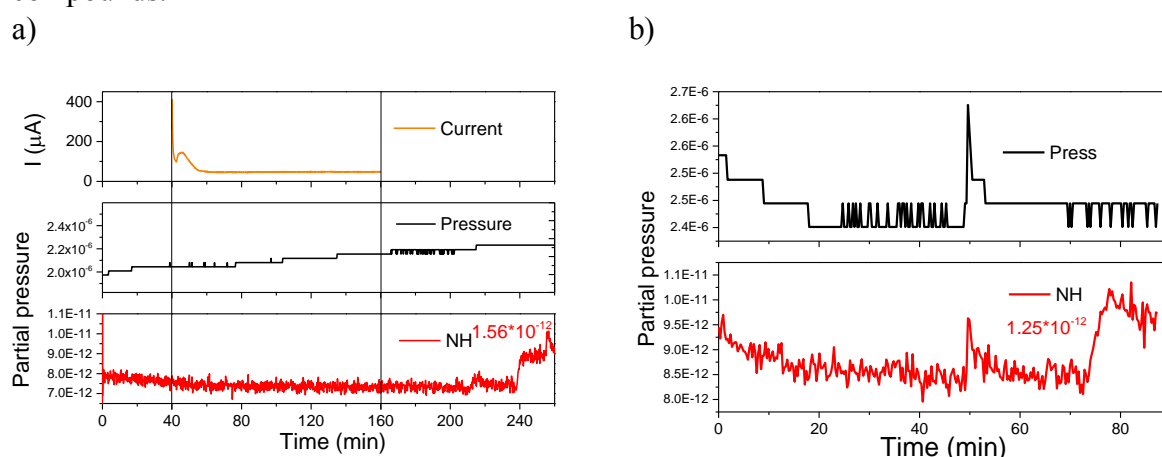 a)
b)
400
200
0
I (μA)
Current
2.4x10⁻⁶
2.2x10⁻⁶
2.0x10⁻⁶
Pressure
1.1E-11
9.0E-12
8.0E-12
7.0E-12
Partial pressure
NH
1.56*10⁻¹²
0 40 80 120 160 200 240
Time (min)
2.7E-6
2.6E-6
2.6E-6
2.5E-6
2.5E-6
2.4E-6
Press
1.1E-11
1.0E-11
9.5E-12
9.0E-12
8.5E-12
8.0E-12
Partial pressure
NH
1.25*10⁻¹²
0 20 40 60 80
Time (min)